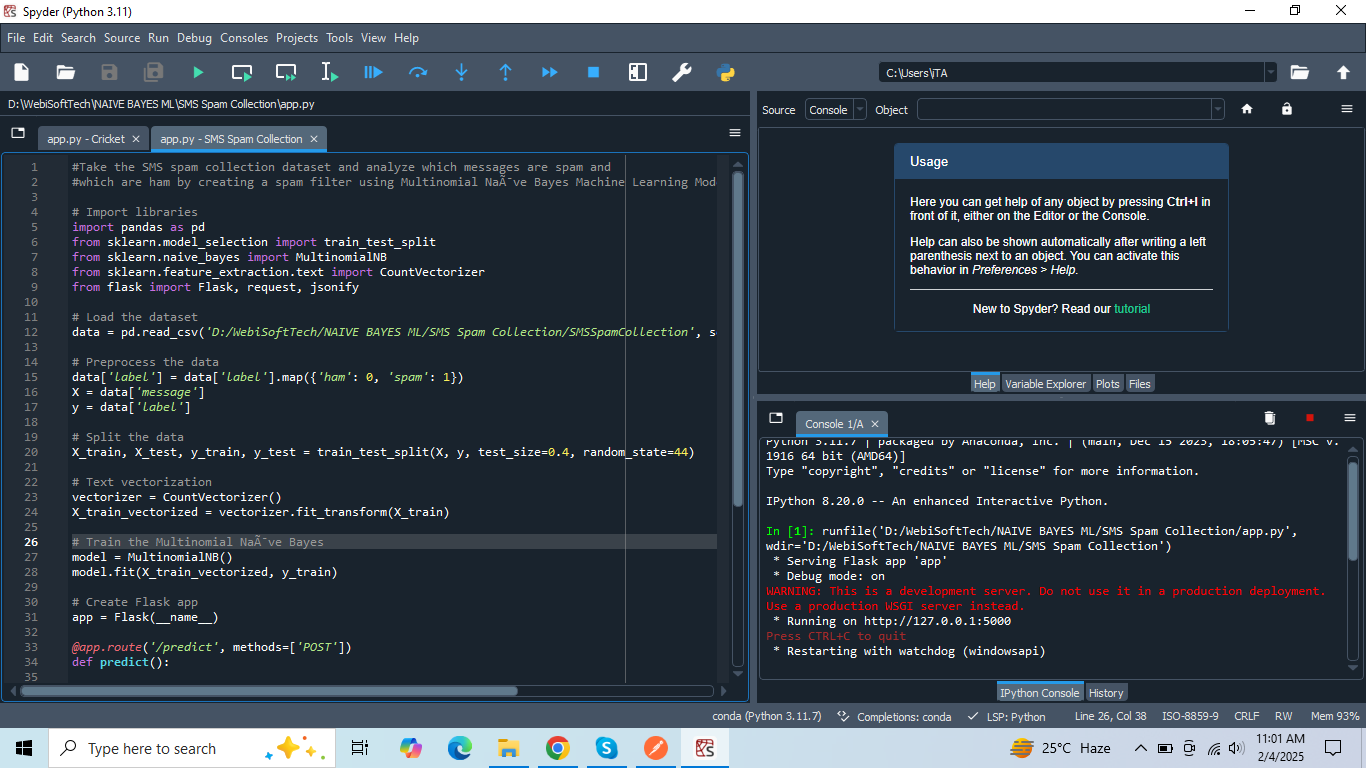 Spyder (Python 3.11)
File Edit Search Source Run Debug Consoles Projects Tools View Help
C:\Users\iTA
D:\WebiSoftTech\NAIVE BAYES ML\SMS Spam Collection\app.py
app.py - Cricket
app.py - SMS Spam Collection
1 #Take the SMS spam collection dataset and analyze which messages are spam and
2 #which are ham by creating a spam filter using Multinomial NaÃ¯ve Bayes Machine Learning Mod
3
4 # Import libraries
5 import pandas as pd
6 from sklearn.model_selection import train_test_split
7 from sklearn.naive_bayes import MultinomialNB
8 from sklearn.feature_extraction.text import CountVectorizer
9 from flask import Flask, request, jsonify
10
11 # Load the dataset
12 data = pd.read_csv('D:/WebiSoftTech/NAIVE BAYES ML/SMS Spam Collection/SMSSpamCollection', s
13
14 # Preprocess the data
15 data['label'] = data['label'].map({'ham': 0, 'spam': 1})
16 X = data['message']
17 y = data['label']
18
19 # Split the data
20 X_train, X_test, y_train, y_test = train_test_split(X, y, test_size=0.4, random_state=44)
21
22 # Text vectorization
23 vectorizer = CountVectorizer()
24 X_train_vectorized = vectorizer.fit_transform(X_train)
25
26 # Train the Multinomial NaÃ¯ve Bayes
27 model = MultinomialNB()
28 model.fit(X_train_vectorized, y_train)
29
30 # Create Flask app
31 app = Flask(__name__)
32
33 @app.route('/predict', methods=['POST'])
34 def predict():
35
Source Console Object
Usage
Here you can get help of any object by pressing Ctrl+I in
front of it, either on the Editor or the Console.
Help can also be shown automatically after writing a left
parenthesis next to an object. You can activate this
behavior in Preferences > Help.
New to Spyder? Read our tutorial
Help Variable Explorer Plots Files
Console 1/A
Python 3.11.7 | packaged by Anaconda, Inc. | (main, Dec 15 2023, 18:05:47) [MSC v.
1916 64 bit (AMD64)]
Type "copyright", "credits" or "license" for more information.
IPython 8.20.0 -- An enhanced Interactive Python.
In [1]: runfile('D:/WebiSoftTech/NAIVE BAYES ML/SMS Spam Collection/app.py',
wdir='D:/WebiSoftTech/NAIVE BAYES ML/SMS Spam Collection')
* Serving Flask app 'app'
* Debug mode: on
WARNING: This is a development server. Do not use it in a production deployment.
Use a production WSGI server instead.
* Running on http://127.0.0.1:5000
Press CTRL+C to quit
* Restarting with watchdog (windowsapi)
IPython Console History
conda (Python 3.11.7) Completions: conda LSP: Python Line 26, Col 38 ISO-8859-9 CRLF RW Mem 93%
Type here to search
25°C Haze
11:01 AM
2/4/2025